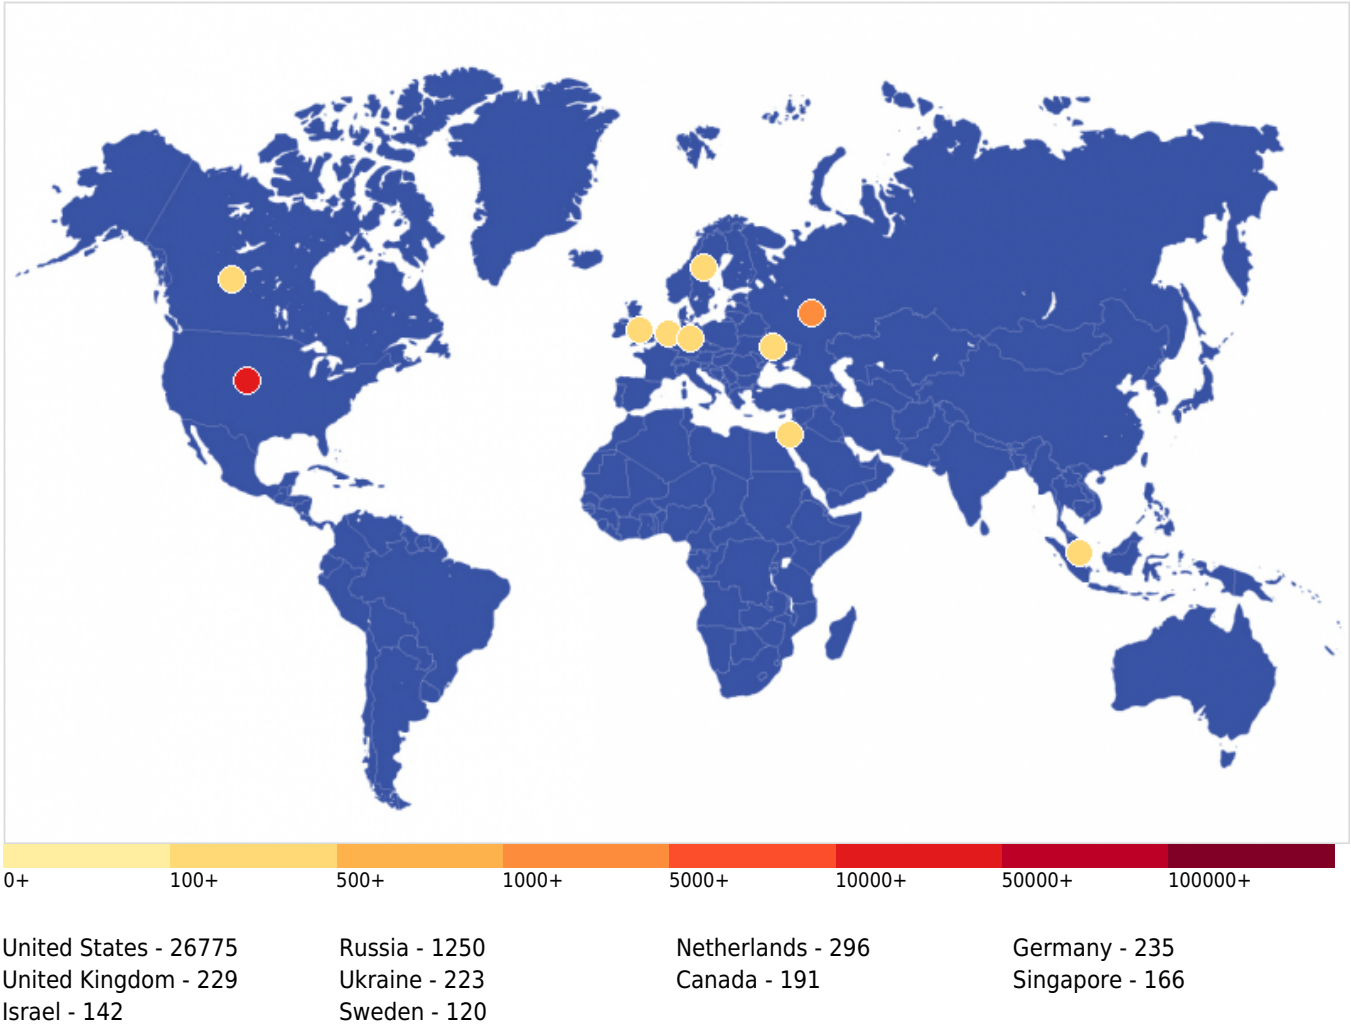 0+ 100+ 500+ 1000+ 5000+ 10000+ 50000+ 100000+
United States - 26775 Russia - 1250 Netherlands - 296 Germany - 235
United Kingdom - 229 Ukraine - 223 Canada - 191 Singapore - 166
Israel - 142 Sweden - 120